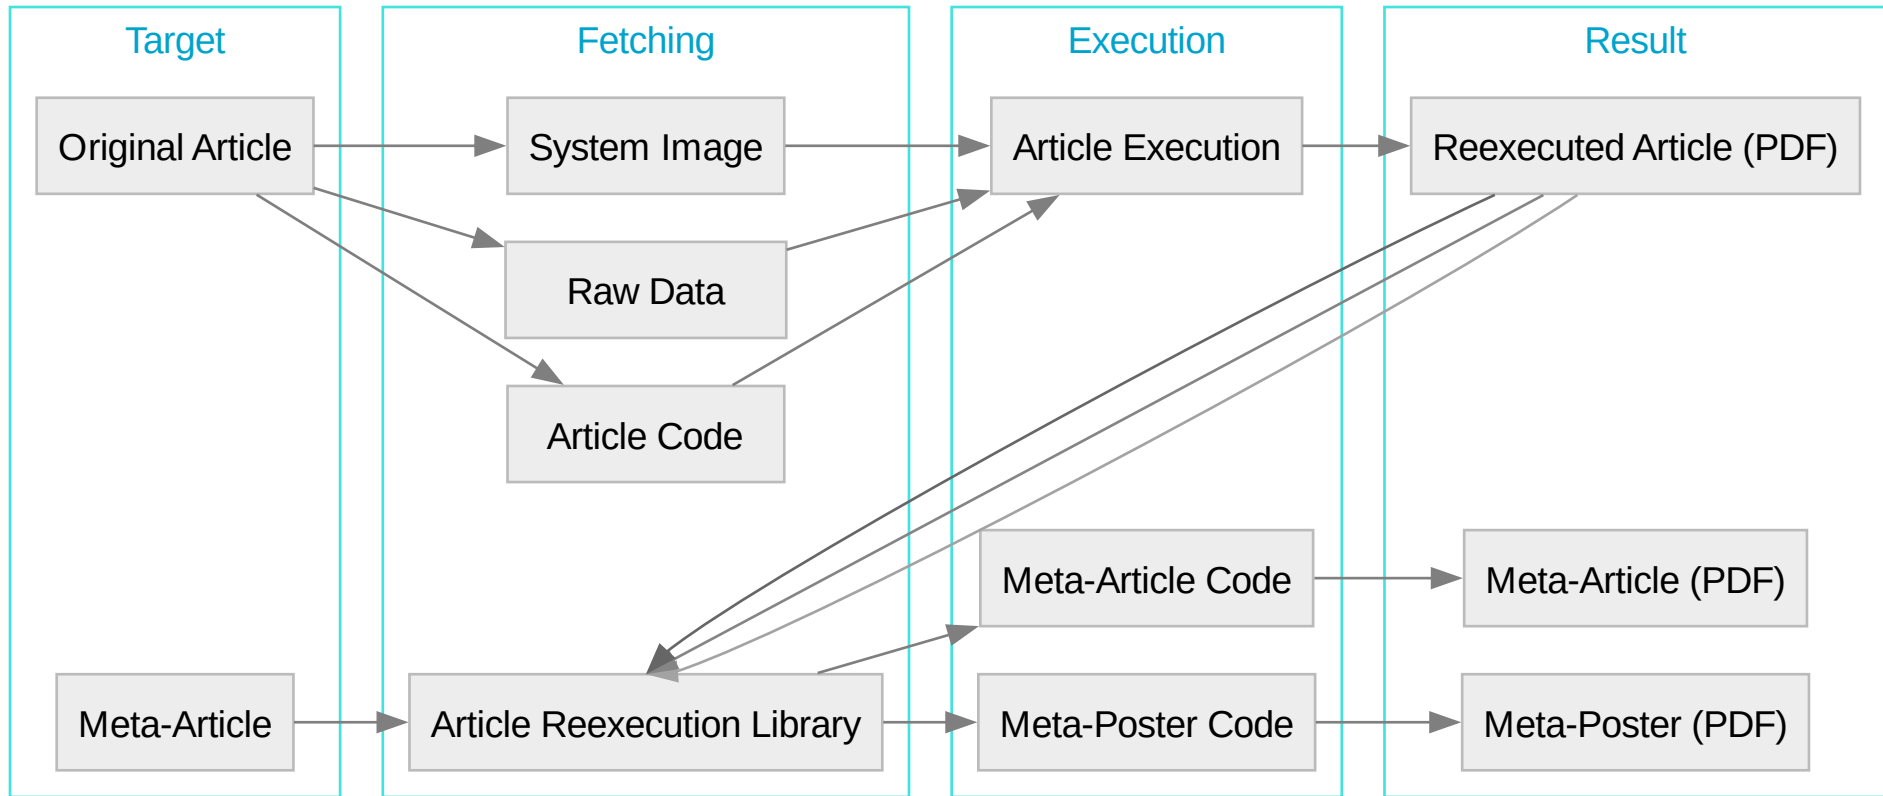 Target
Fetching
Execution
Result
Original Article
System Image
Article Execution
Reexecuted Article (PDF)
Raw Data
Article Code
Meta-Article Code
Meta-Article (PDF)
Meta-Article
Article Reexecution Library
Meta-Poster Code
Meta-Poster (PDF)